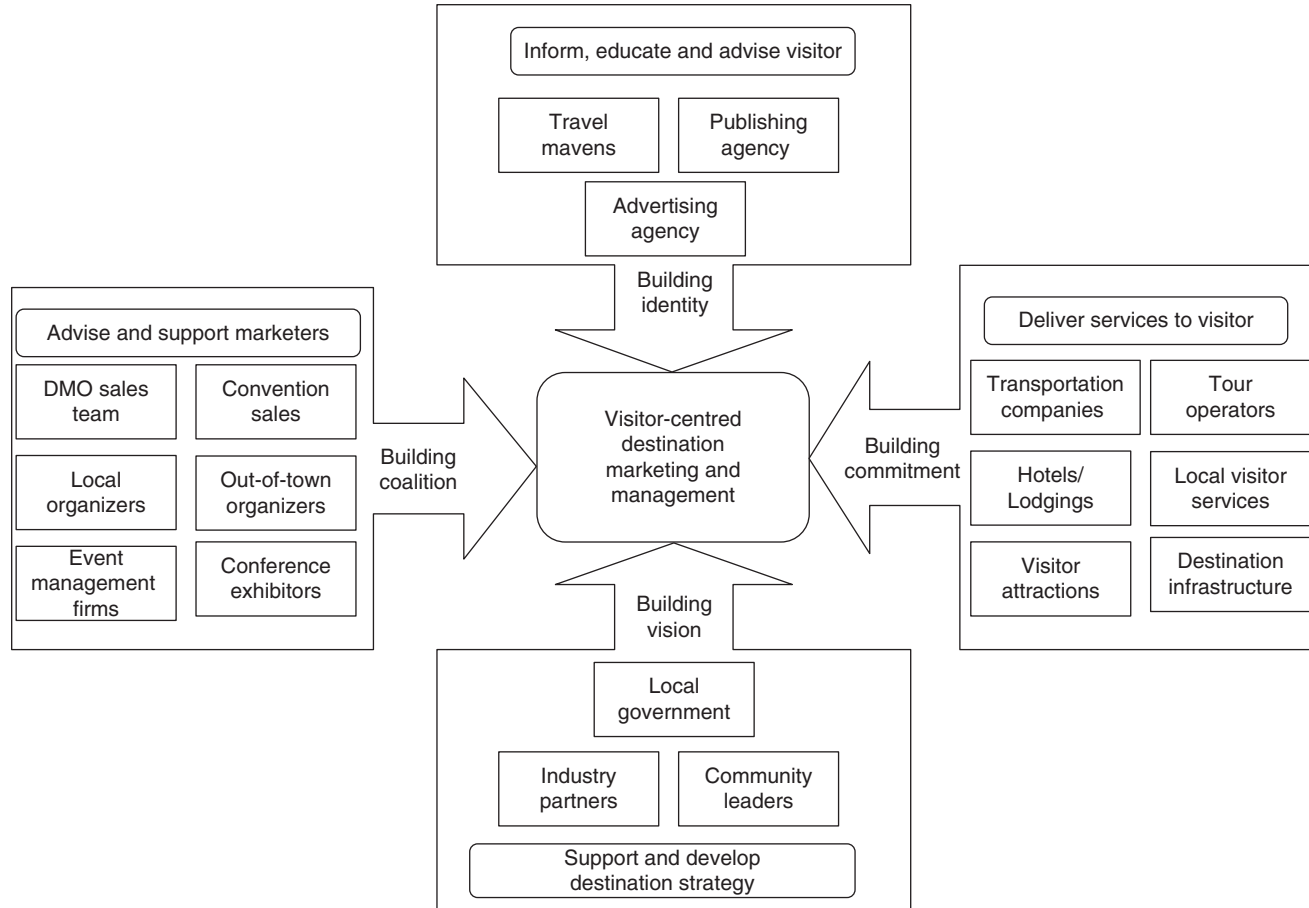 Inform, educate and advise visitor
Travel
mavens
Publishing
agency
Advertising
agency
Building
identity
Advise and support marketers
DMO sales
team
Convention
sales
Local
organizers
Out-of-town
organizers
Event
management
firms
Conference
exhibitors
Building
coalition
Visitor-centred
destination
marketing and
management
Building
commitment
Deliver services to visitor
Transportation
companies
Tour
operators
Hotels/
Lodgings
Local visitor
services
Visitor
attractions
Destination
infrastructure
Building
vision
Local
government
Industry
partners
Community
leaders
Support and develop
destination strategy